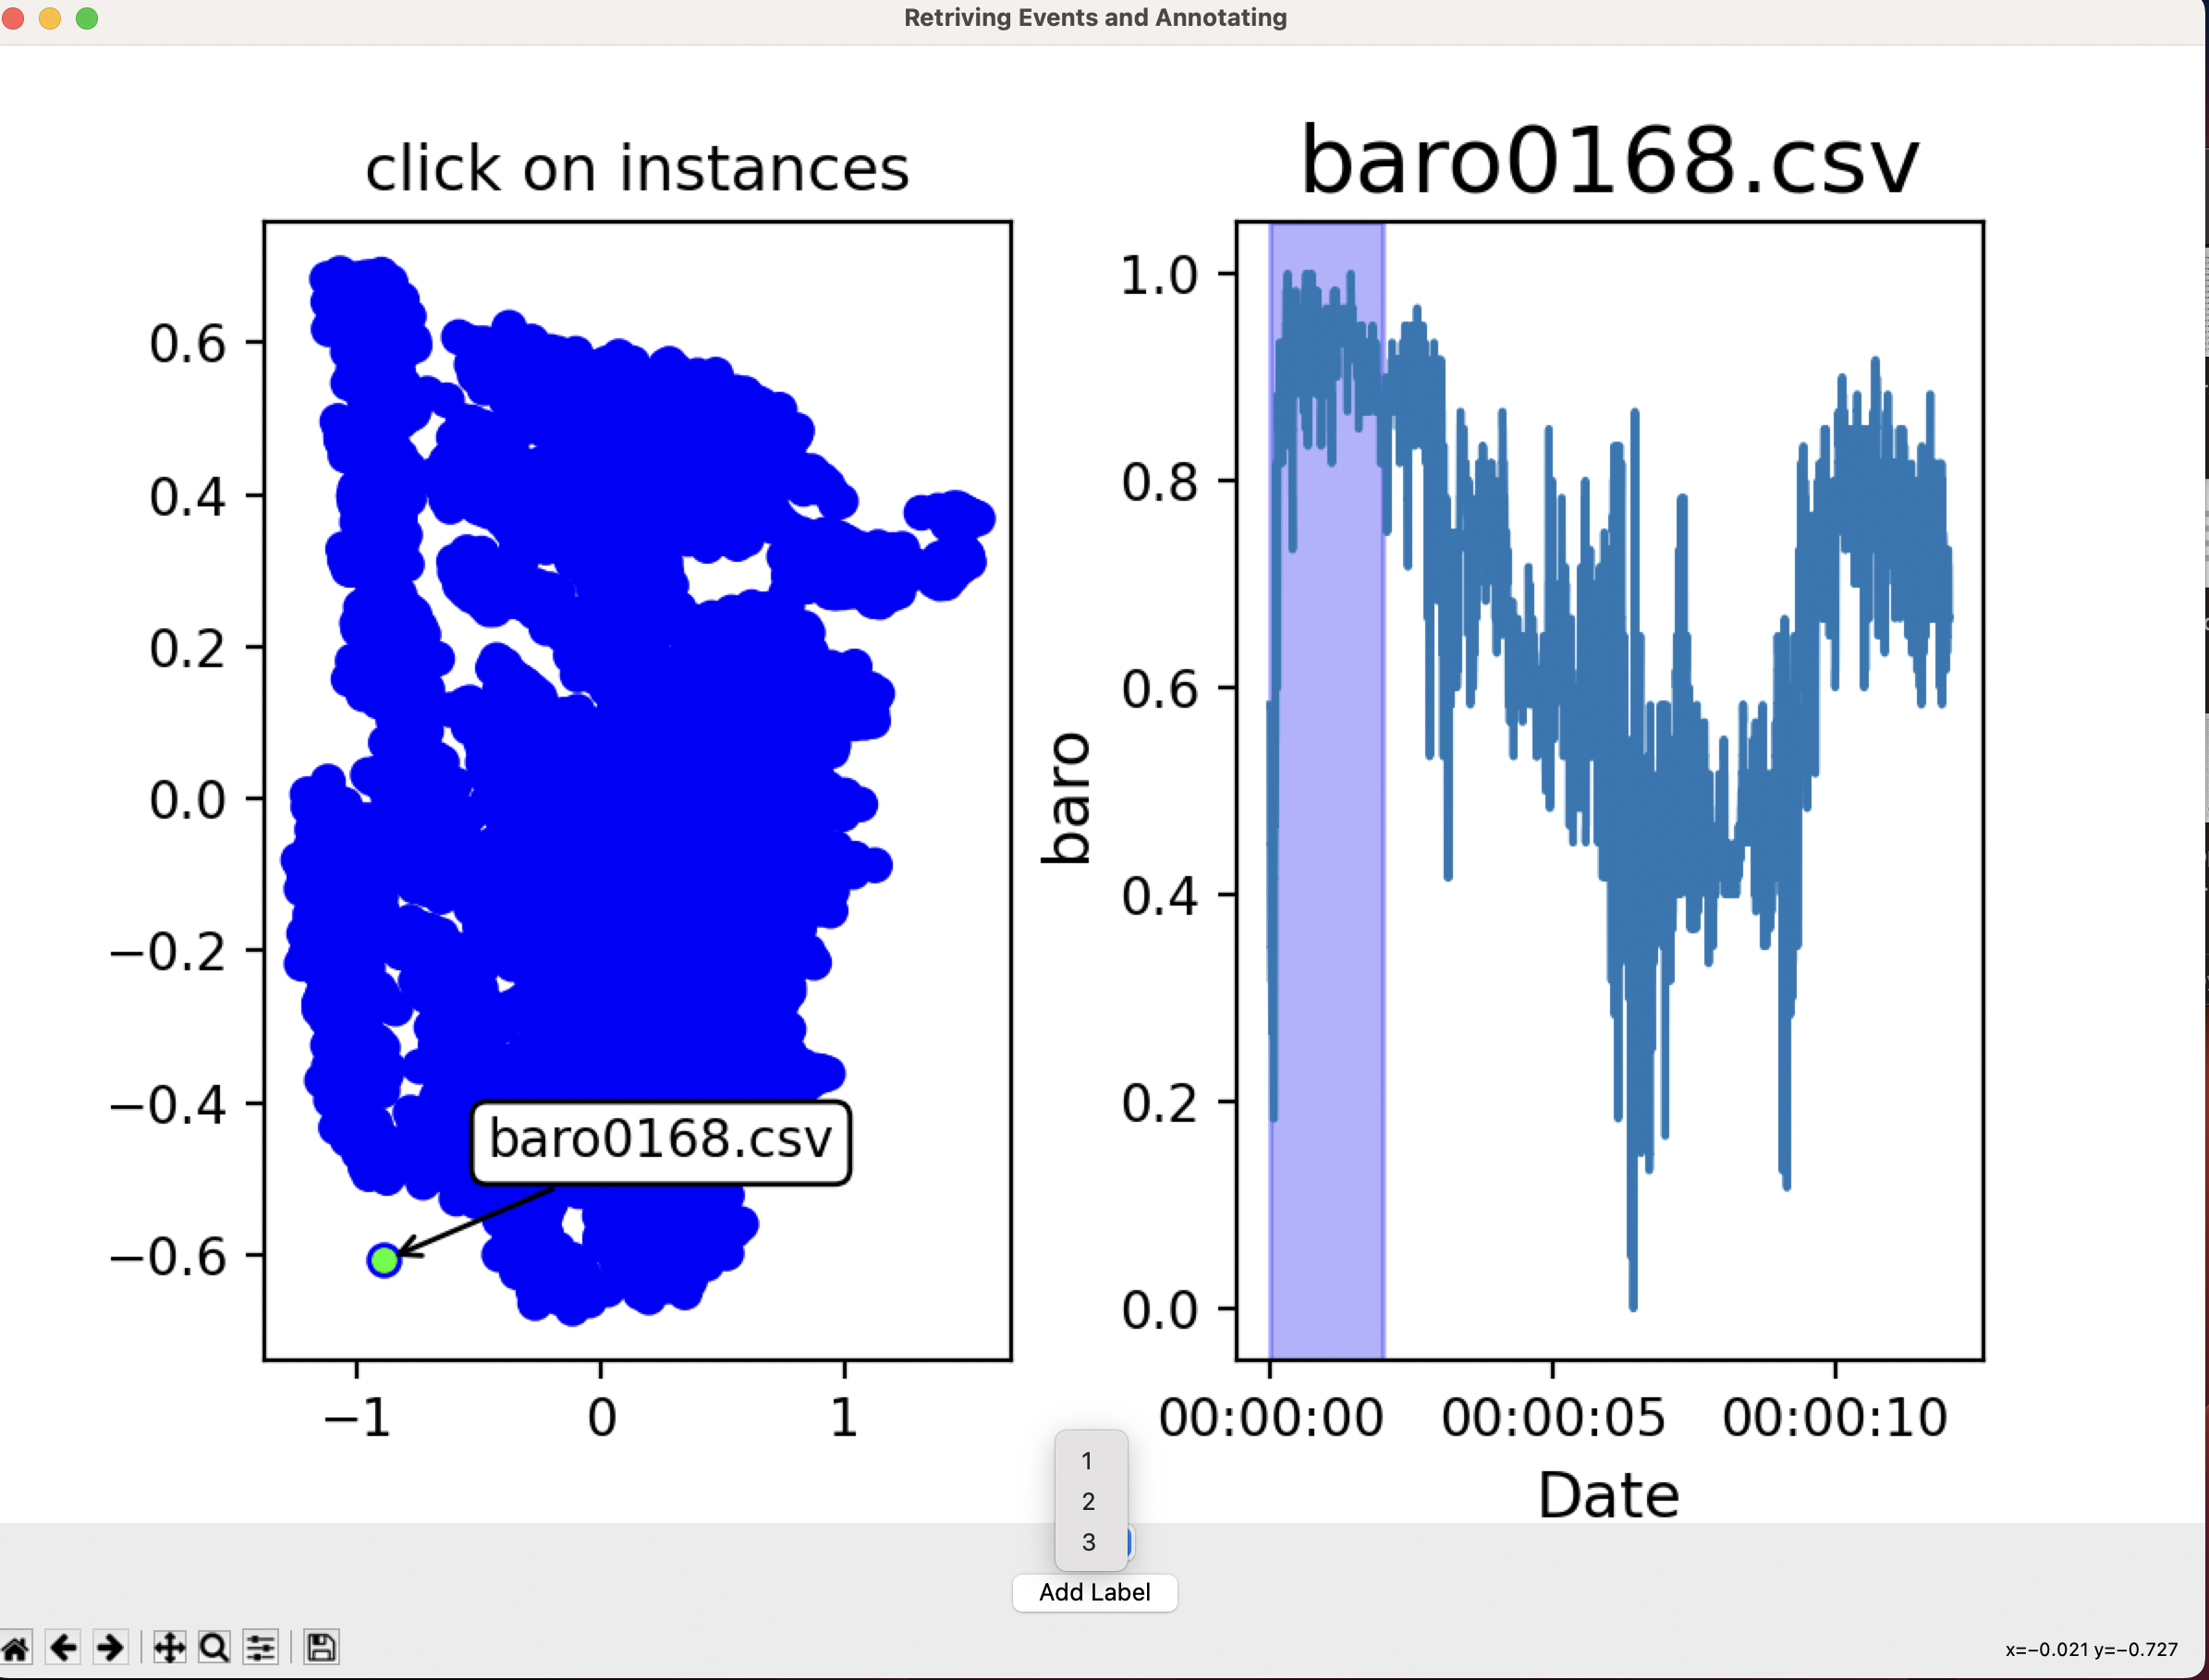 Retriving Events and Annotating
click on instances
0.6
0.4
0.2
0.0
−0.2
−0.4
−0.6
−1
0
1
baro0168.csv
baro0168.csv
baro
1.0
0.8
0.6
0.4
0.2
0.0
00:00:00
00:00:05
00:00:10
Date
1
2
3
Add Label
x=−0.021 y=−0.727